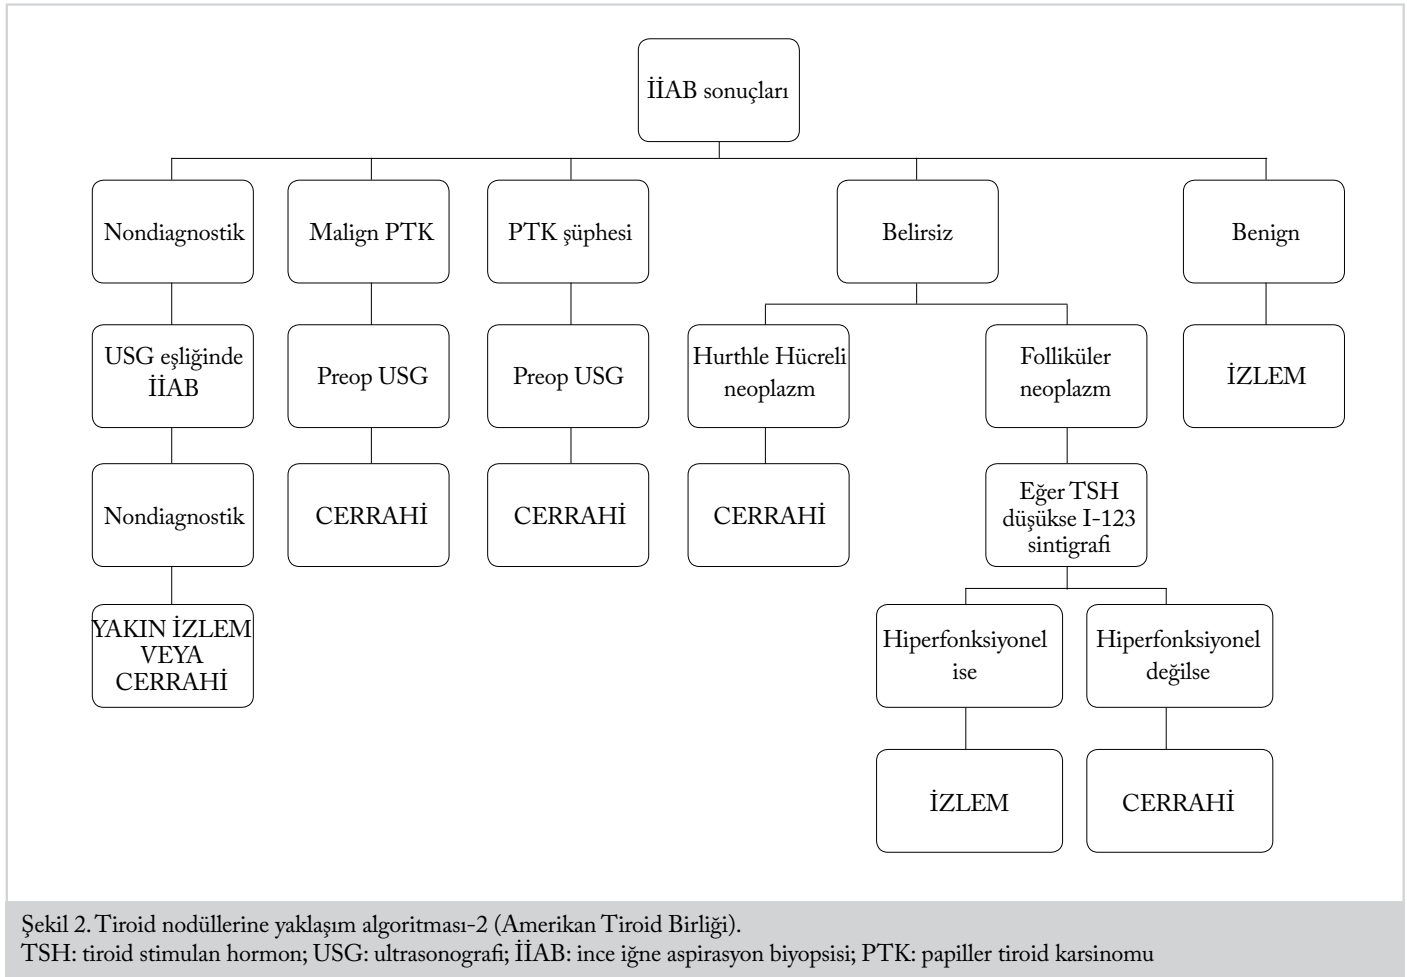 İİAB sonuçları
Nondiagnostik
Malign PTK
PTK şüphesi
Belirsiz
Benign
USG eşliğinde
İİAB
Preop USG
Preop USG
Hurthle Hücreli
neoplazm
Folliküler
neoplazm
İZLEM
Nondiagnostik
CERRAHİ
CERRAHİ
CERRAHİ
Eğer TSH
düşükse I-123
sintigrafi
YAKIN İZLEM
VEYA
CERRAHİ
Hiperfonksiyonel
ise
Hiperfonksiyonel
değilse
İZLEM
CERRAHİ
Şekil 2. Tiroid nodüllerine yaklaşım algoritması-2 (Amerikan Tiroid Birliği).
TSH: tiroid stimulan hormon; USG: ultrasonografi; İİAB: ince iğne aspirasyon biyopsisi; PTK: papiller tiroid karsinomu